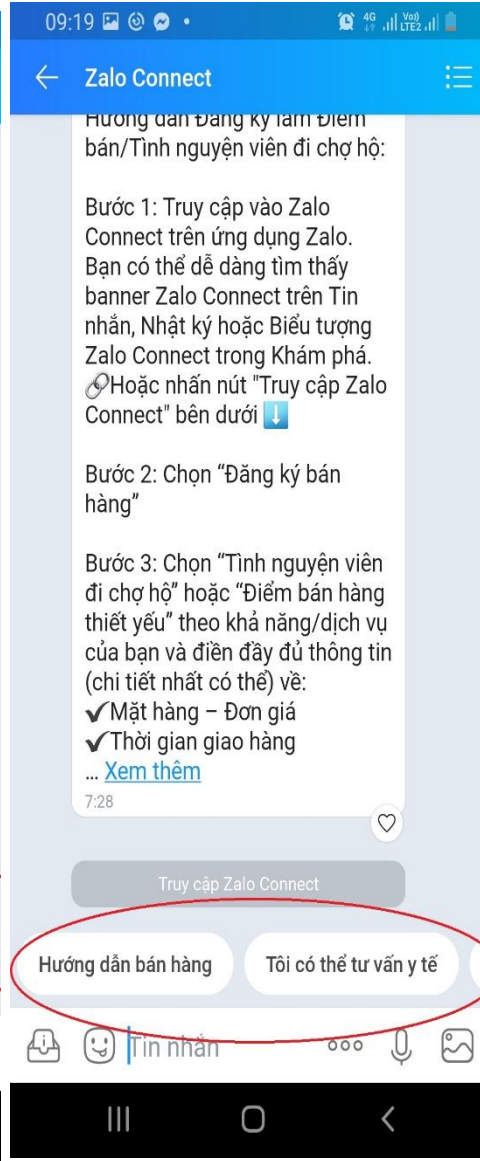 09:19
4G
Vo))
LTE2
Zalo Connect
Hướng dẫn Đăng ký làm Điểm
bán/Tình nguyện viên đi chợ hộ:
Bước 1: Truy cập vào Zalo
Connect trên ứng dụng Zalo.
Bạn có thể dễ dàng tìm thấy
banner Zalo Connect trên Tin
nhắn, Nhật ký hoặc Biểu tượng
Zalo Connect trong Khám phá.
🔗Hoặc nhấn nút "Truy cập Zalo
Connect" bên dưới ⬇️
Bước 2: Chọn “Đăng ký bán
hàng”
Bước 3: Chọn “Tình nguyện viên
đi chợ hộ” hoặc “Điểm bán hàng
thiết yếu” theo khả năng/dịch vụ
của bạn và điền đầy đủ thông tin
(chi tiết nhất có thể) về:
✔Mặt hàng – Đơn giá
✔Thời gian giao hàng
... Xem thêm
7:28
Truy cập Zalo Connect
Hướng dẫn bán hàng
Tôi có thể tư vấn y tế
Tin nhắn